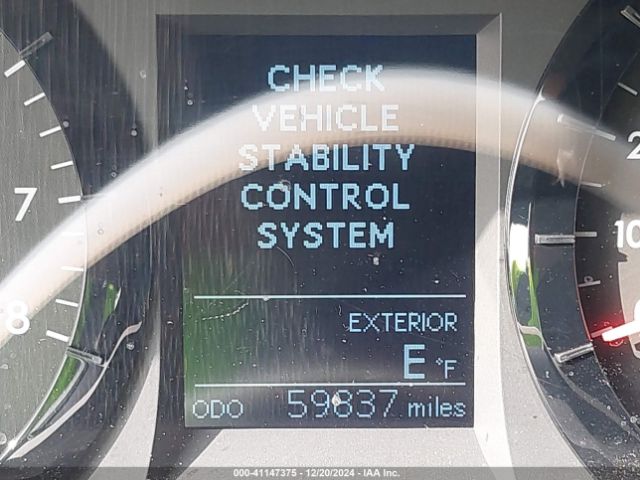 CHECK
VEHICLE
STABILITY
CONTROL
SYSTEM
EXTERIOR
E °F
ODO 59837 miles
7
8
10
000-41147375 | 12/20/2024 - IAA Inc.